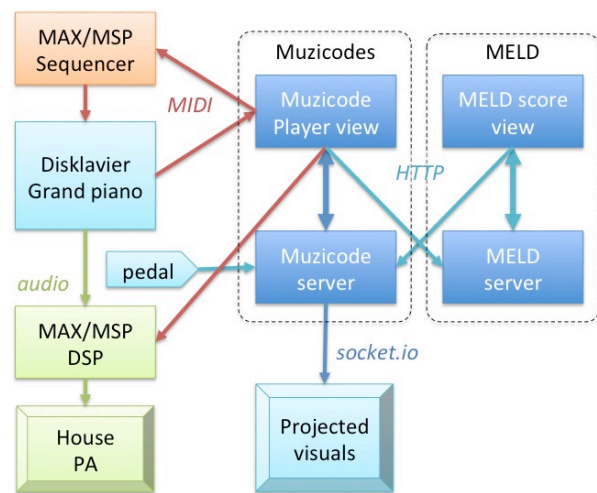 MAX/MSP
Sequencer
Muzicodes
MELD
MIDI
Muzicode
Player view
MELD score
view
Disklavier
Grand piano
HTTP
pedal
Muzicode
server
MELD
server
audio
MAX/MSP
DSP
socket.io
House
PA
Projected
visuals